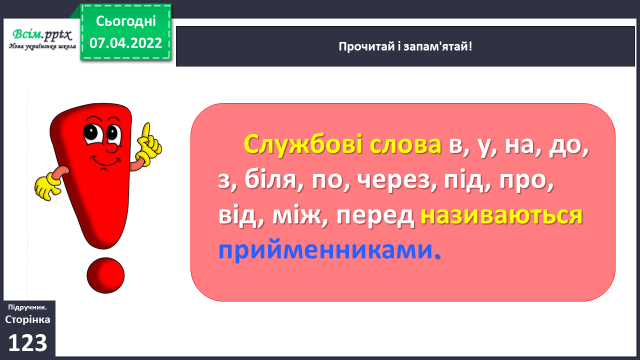 Всім.pptx
Нова українська школа
Сьогодні
07.04.2022
Прочитай і запам'ятай!
Службові слова в, у, на, до,
з, біля, по, через, під, про,
від, між, перед називаються
прийменниками.
Підручник.
Сторінка
123